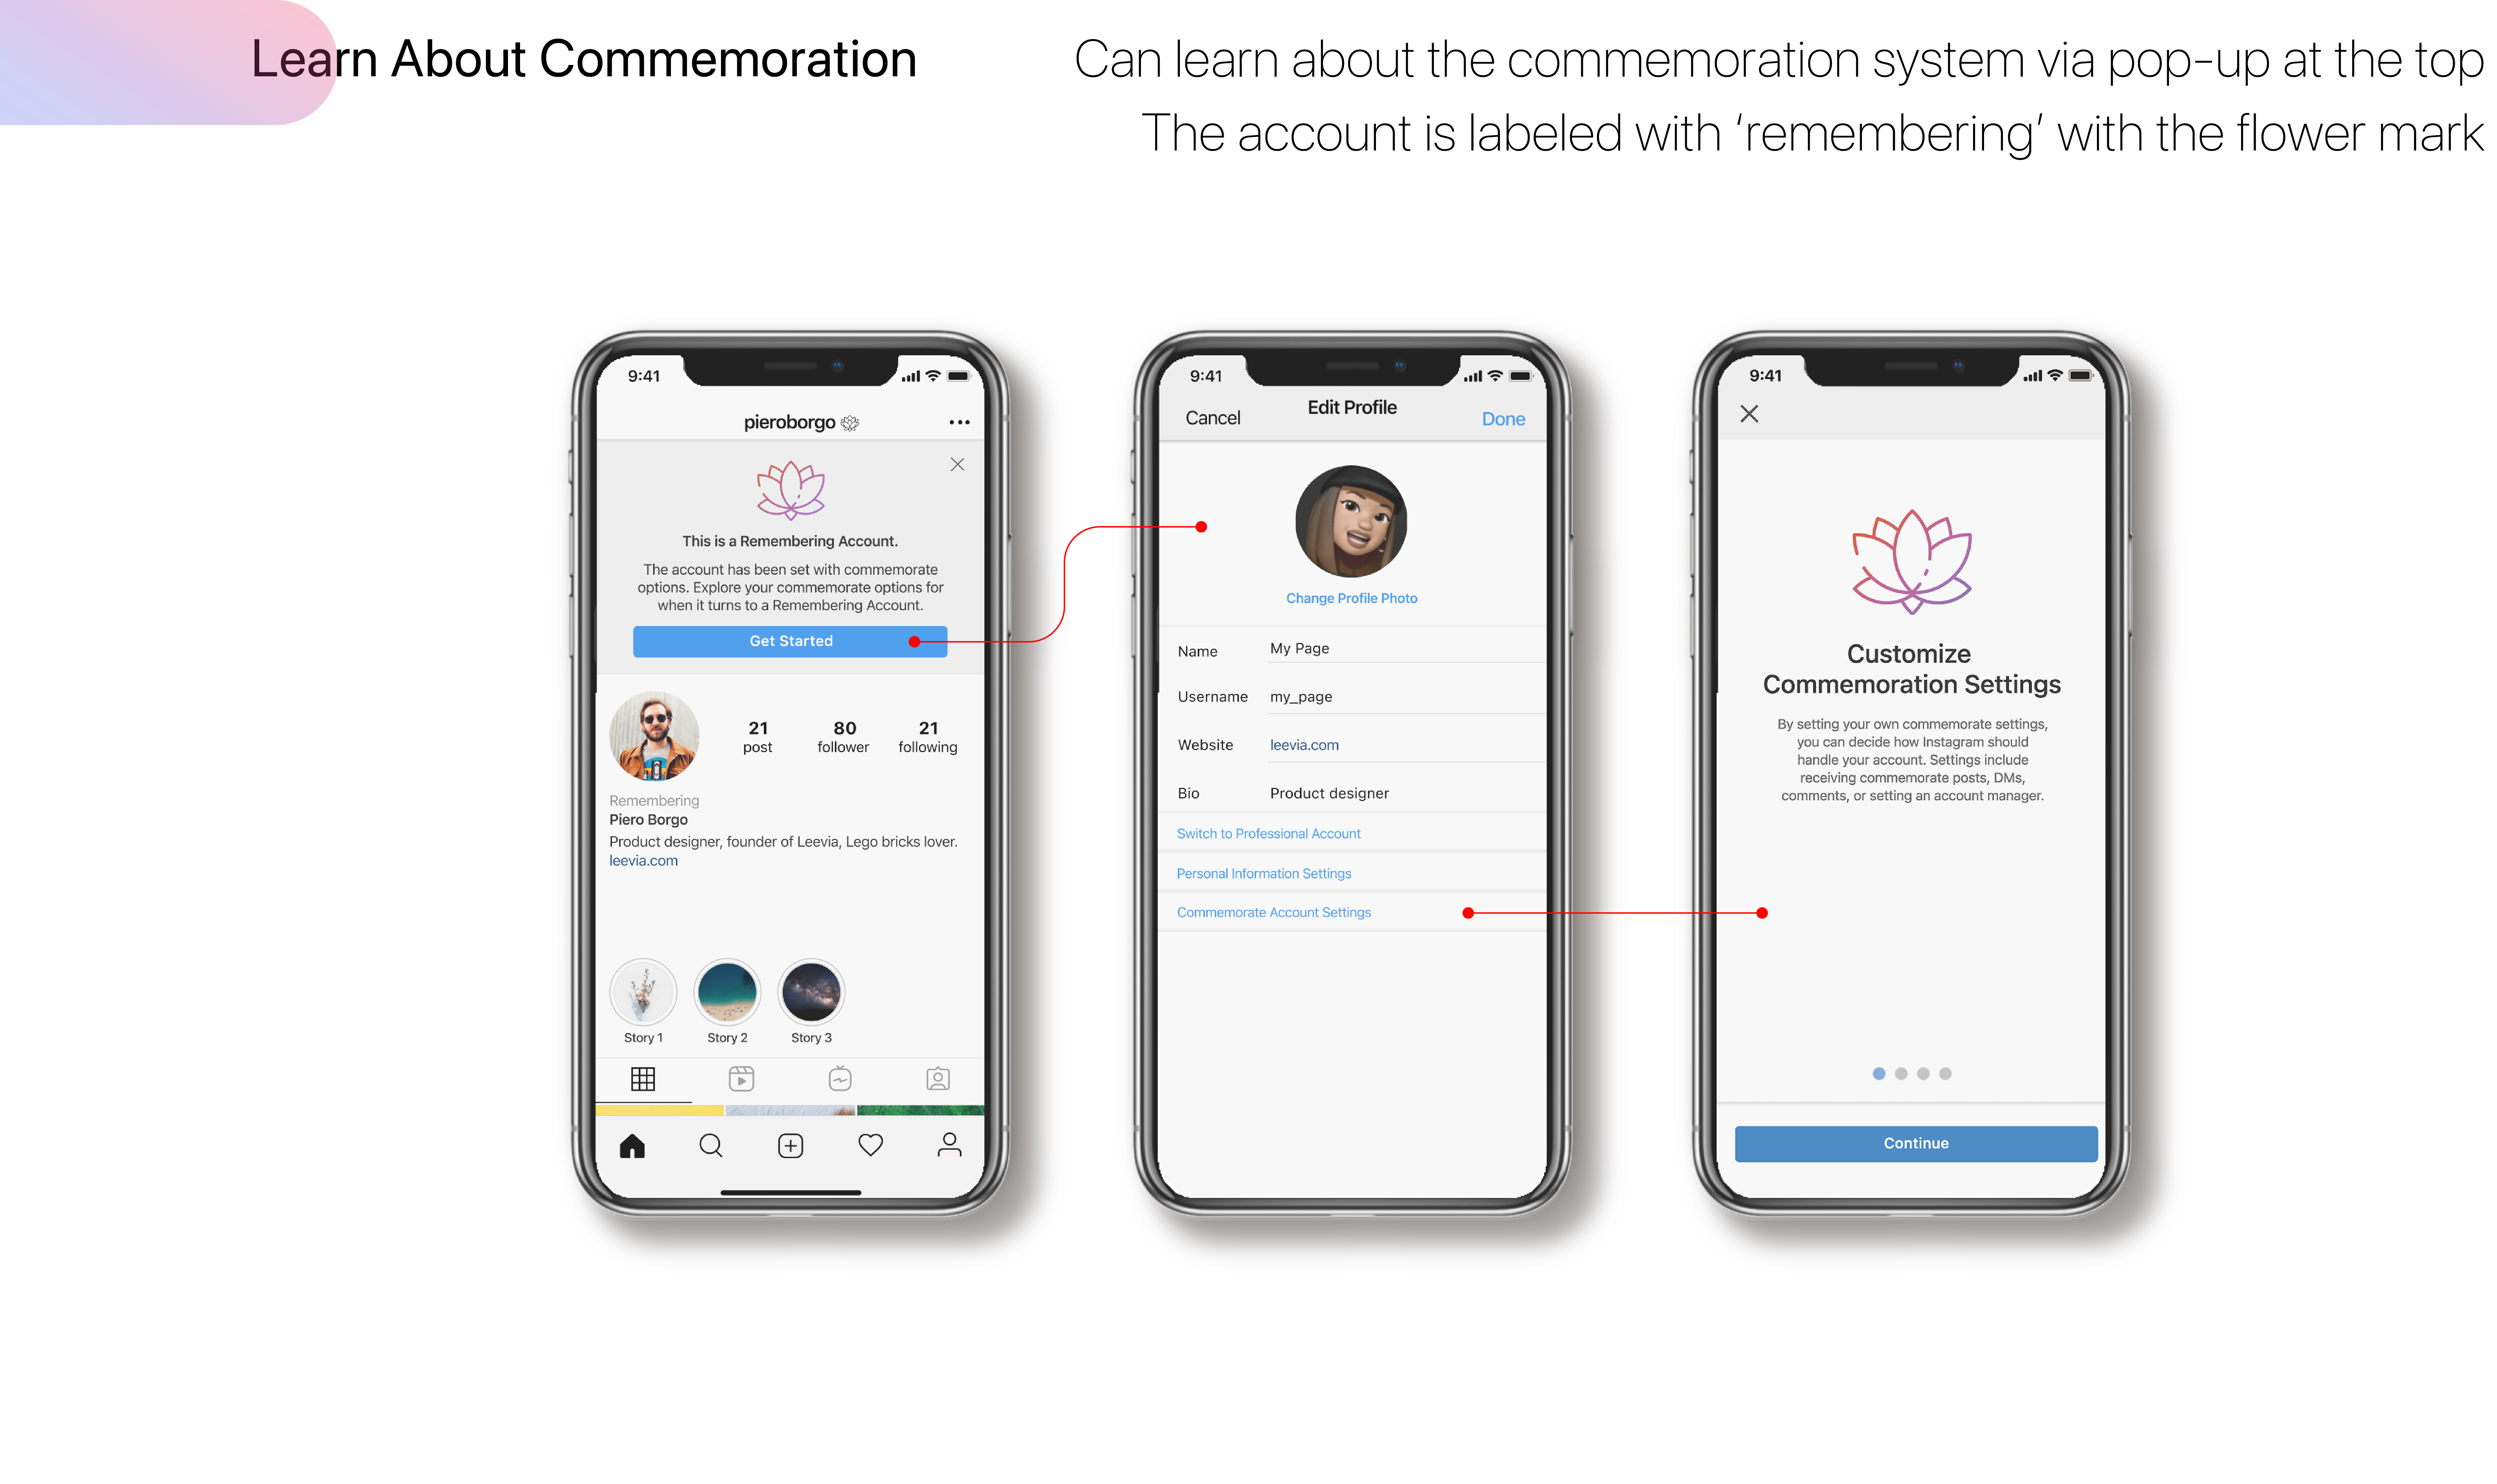 Learn About Commemoration
Can learn about the commemoration system via pop-up at the top
The account is labeled with ‘remembering’ with the flower mark
9:41
pieroborgo
This is a Remembering Account.
The account has been set with commemorate
options. Explore your commemorate options for
when it turns to a Remembering Account.
Get Started
21 80 21
post follower following
Remembering
Piero Borgo
Product designer, founder of Leevia, Lego bricks lover.
leevia.com
Story 1 Story 2 Story 3
9:41
Cancel Edit Profile Done
Change Profile Photo
Name My Page
Username my_page
Website leevia.com
Bio Product designer
Switch to Professional Account
Personal Information Settings
Commemorate Account Settings
9:41
Customize
Commemoration Settings
By setting your own commemorate settings,
you can decide how Instagram should
handle your account. Settings include
receiving commemorate posts, DMs,
comments, or setting an account manager.
Continue